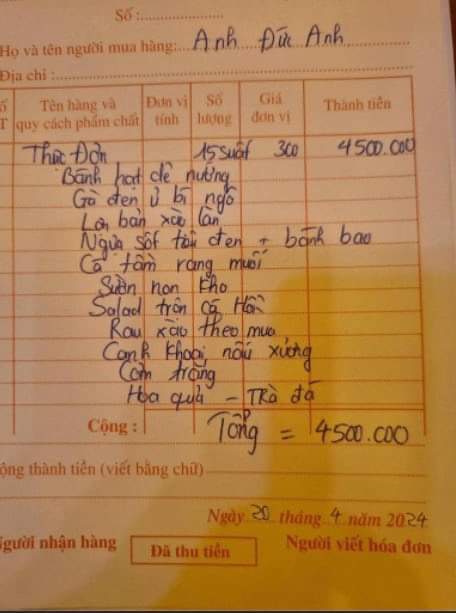 Số :
Họ và tên người mua hàng: Anh Đức Anh
Địa chỉ :
Tên hàng và quy cách phẩm chất Đơn vị tính Số lượng Giá đơn vị Thành tiền
Thực Đơn 15 suất 300 4500.000
Bánh hạt dẻ nướng
Gà đen ủ bí ngô
Lợn bản xào lăn
Ngựa sốt tỏi đen + bánh bao
Cá tầm rang muối
Sườn non kho
Salad trộn cá Hồi
Rau xào theo mùa
Canh khoai nấu xương
Cơm trắng
Hoa quả - Trà đá
Cộng : Tổng = 4500.000
ộng thành tiền (viết bằng chữ)
Ngày 20 tháng 4 năm 2024
gười nhận hàng Đã thu tiền Người viết hóa đơn